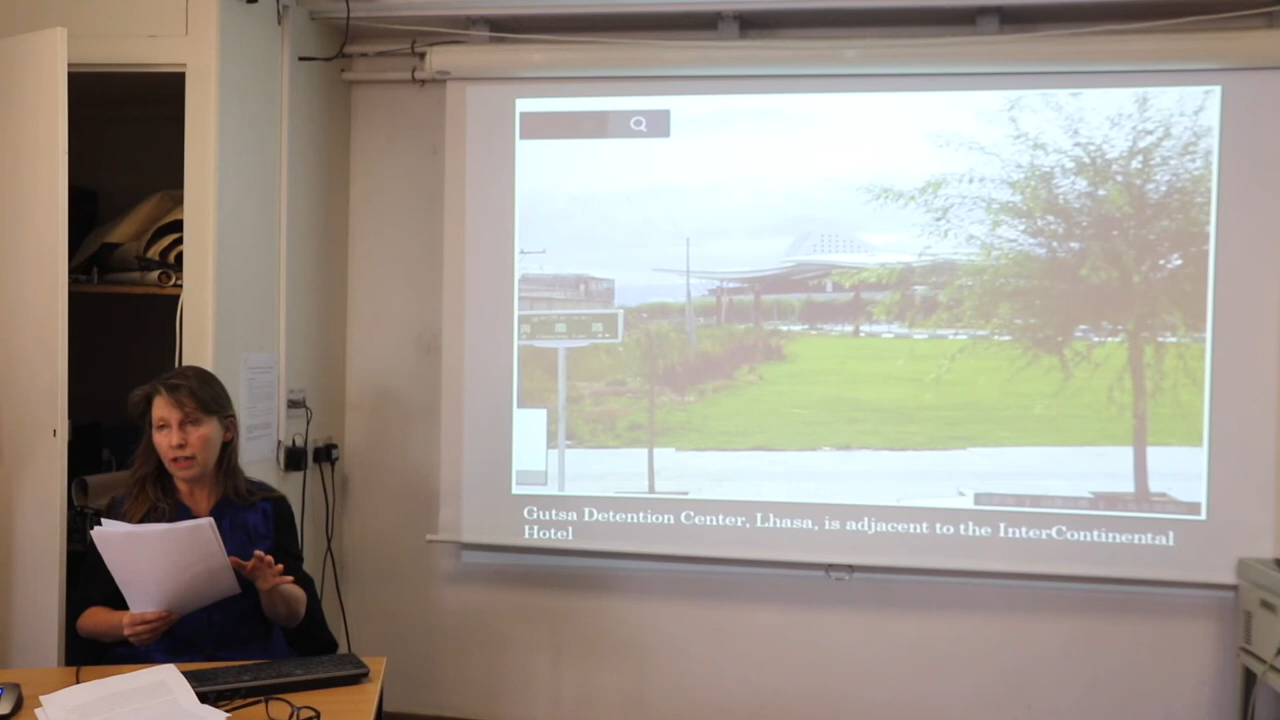 Gutsa Detention Center, Lhasa, is adjacent to the InterContinental
Hotel